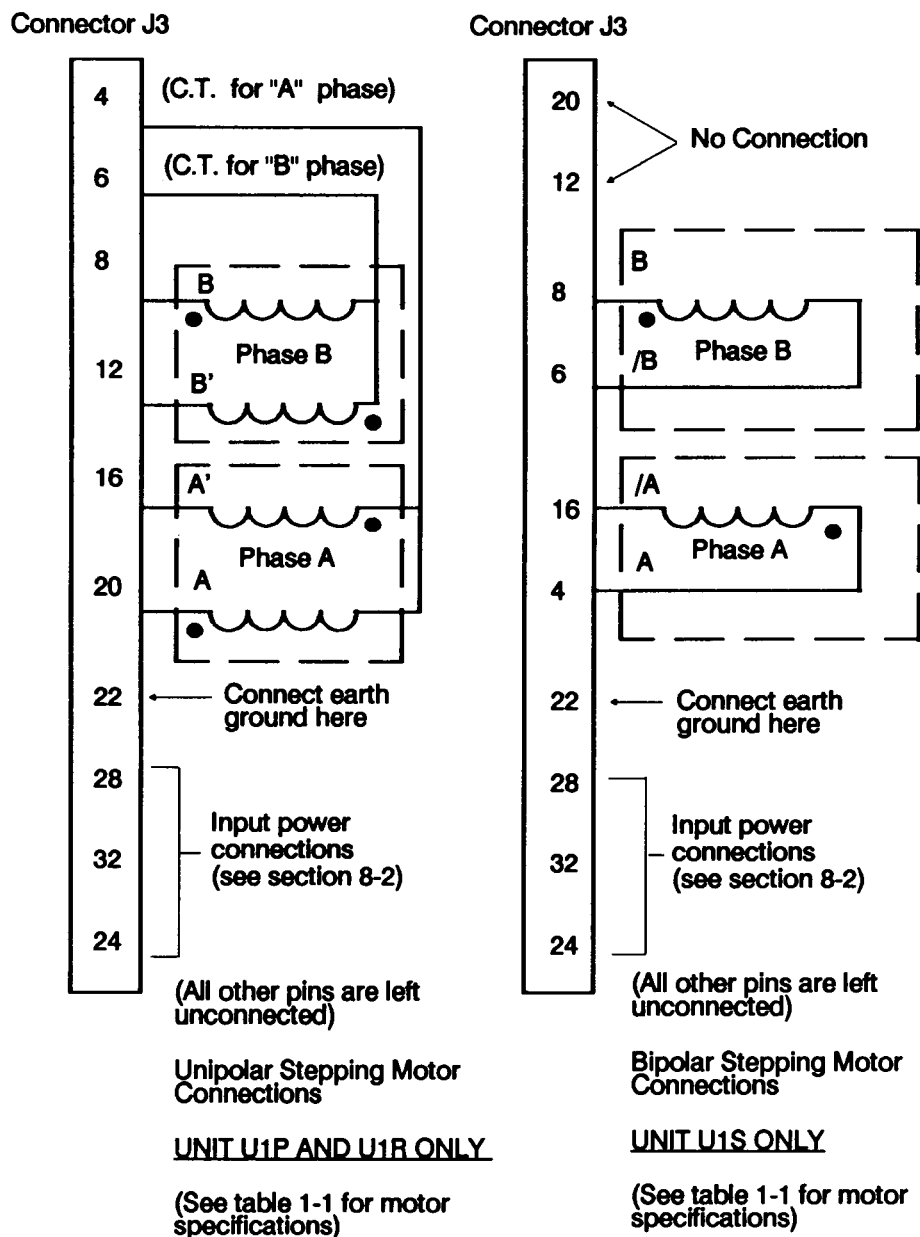 Connector J3
4
(C.T. for "A" phase)
6
(C.T. for "B" phase)
8
B
Phase B
12
B'
16
A'
Phase A
20
A
22
Connect earth
ground here
28
Input power
connections
(see section 8-2)
32
24
(All other pins are left
unconnected)
Unipolar Stepping Motor
Connections
UNIT U1P AND U1R ONLY
(See table 1-1 for motor
specifications)
Connector J3
20
No Connection
12
B
8
Phase B
/B
6
/A
16
Phase A
A
4
22
Connect earth
ground here
28
Input power
connections
(see section 8-2)
32
24
(All other pins are left
unconnected)
Bipolar Stepping Motor
Connections
UNIT U1S ONLY
(See table 1-1 for motor
specifications)